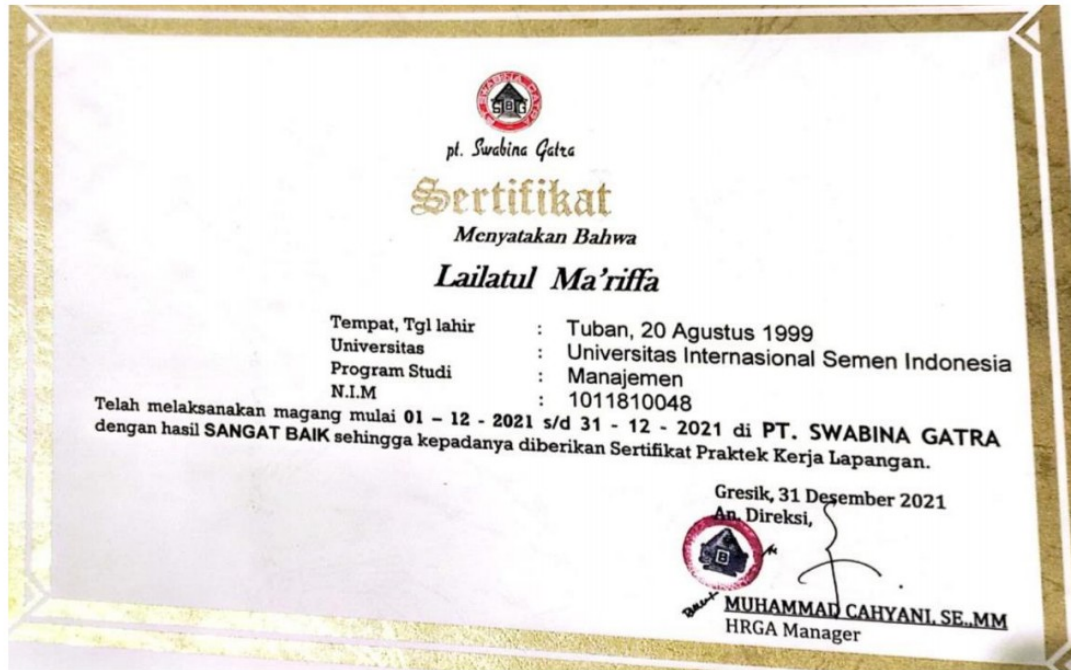 PT. SWABINA GATRA
SBG
pt. Swabina Gatra
Sertifikat
Menyatakan Bahwa
Lailatul Ma'riffa
Tempat, Tgl lahir : Tuban, 20 Agustus 1999
Universitas : Universitas Internasional Semen Indonesia
Program Studi : Manajemen
N.I.M : 1011810048
Telah melaksanakan magang mulai 01 – 12 - 2021 s/d 31 - 12 - 2021 di PT. SWABINA GATRA
dengan hasil SANGAT BAIK sehingga kepadanya diberikan Sertifikat Praktek Kerja Lapangan.
Gresik, 31 Desember 2021
An. Direksi,
B
MUHAMMAD CAHYANI, SE.,MM
HRGA Manager